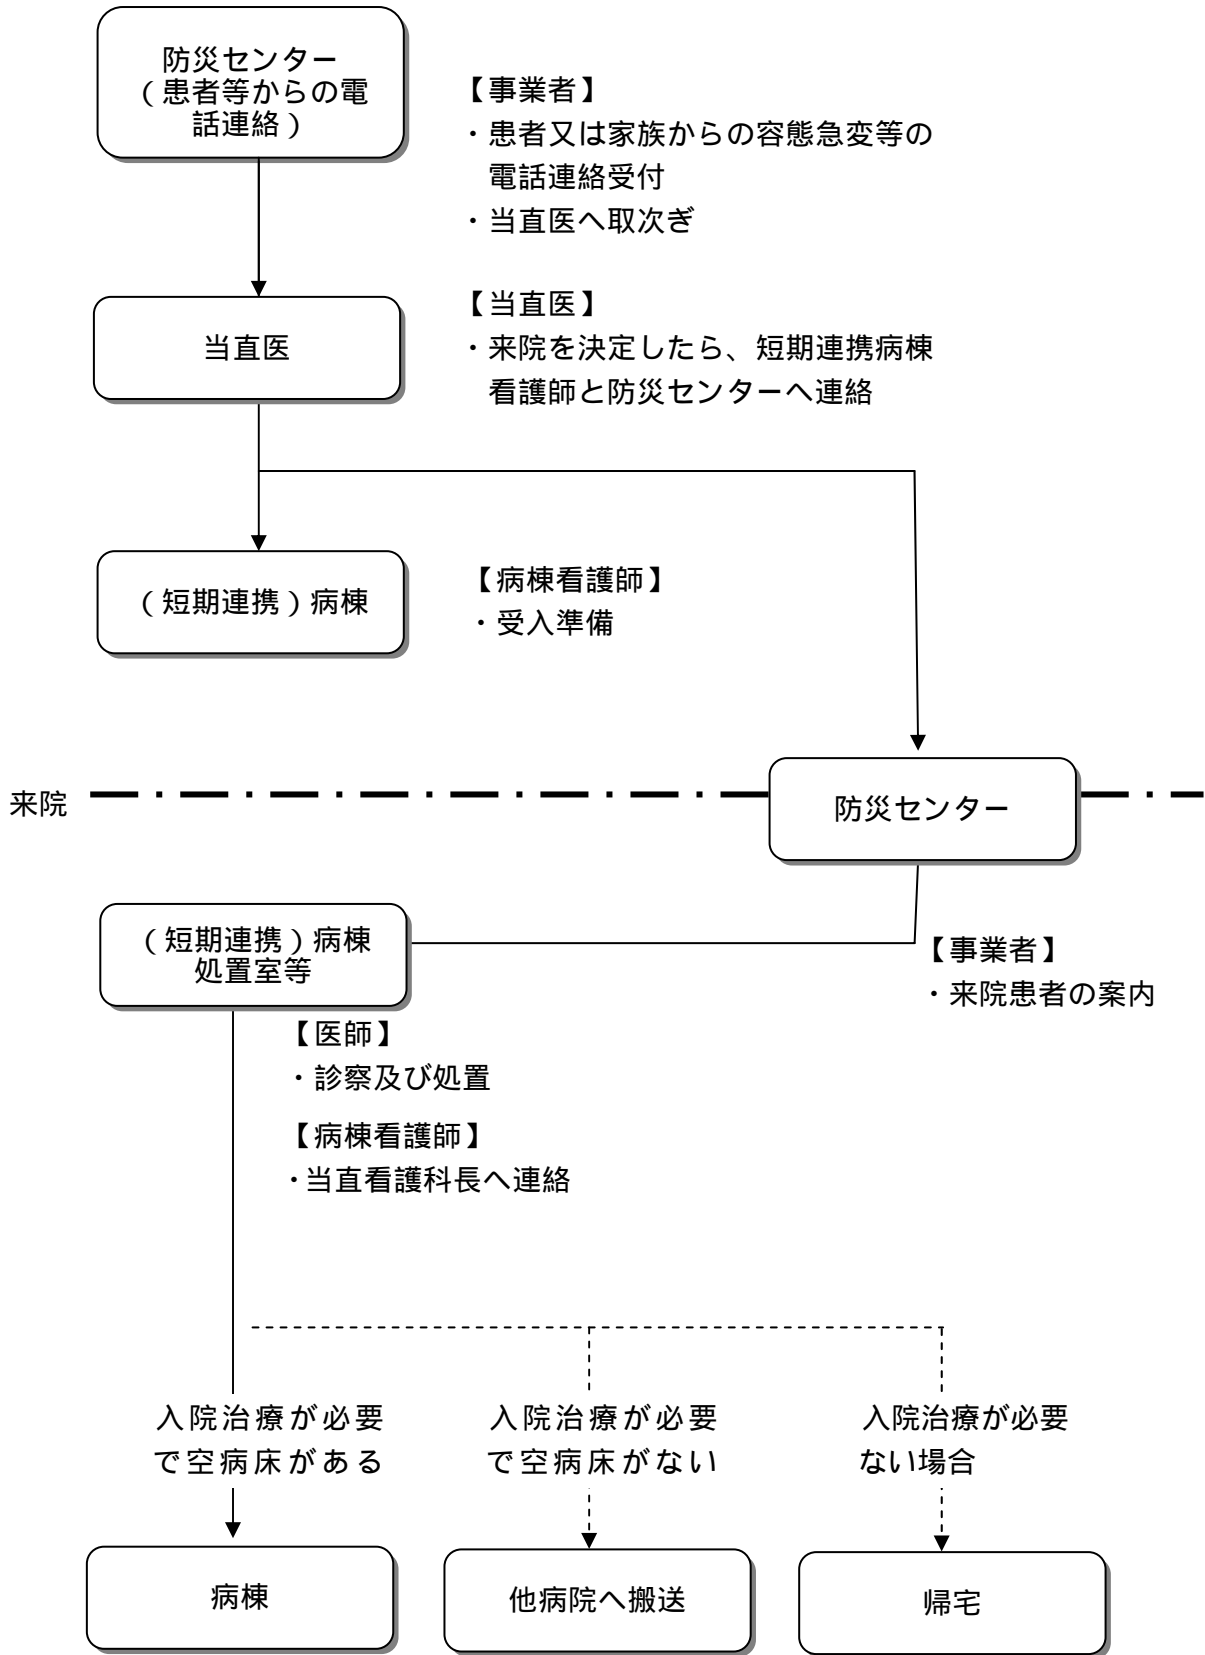 防災センター
（患者等からの電
話連絡）
【事業者】
・患者又は家族からの容態急変等の
電話連絡受付
・当直医へ取次ぎ
当直医
【当直医】
・来院を決定したら、短期連携病棟
看護師と防災センターへ連絡
（短期連携）病棟
【病棟看護師】
・受入準備
来院
防災センター
（短期連携）病棟
処置室等
【事業者】
・来院患者の案内
【医師】
・診察及び処置
【病棟看護師】
・当直看護科長へ連絡
入院治療が必要
で空病床がある
入院治療が必要
で空病床がない
入院治療が必要
ない場合
病棟
他病院へ搬送
帰宅